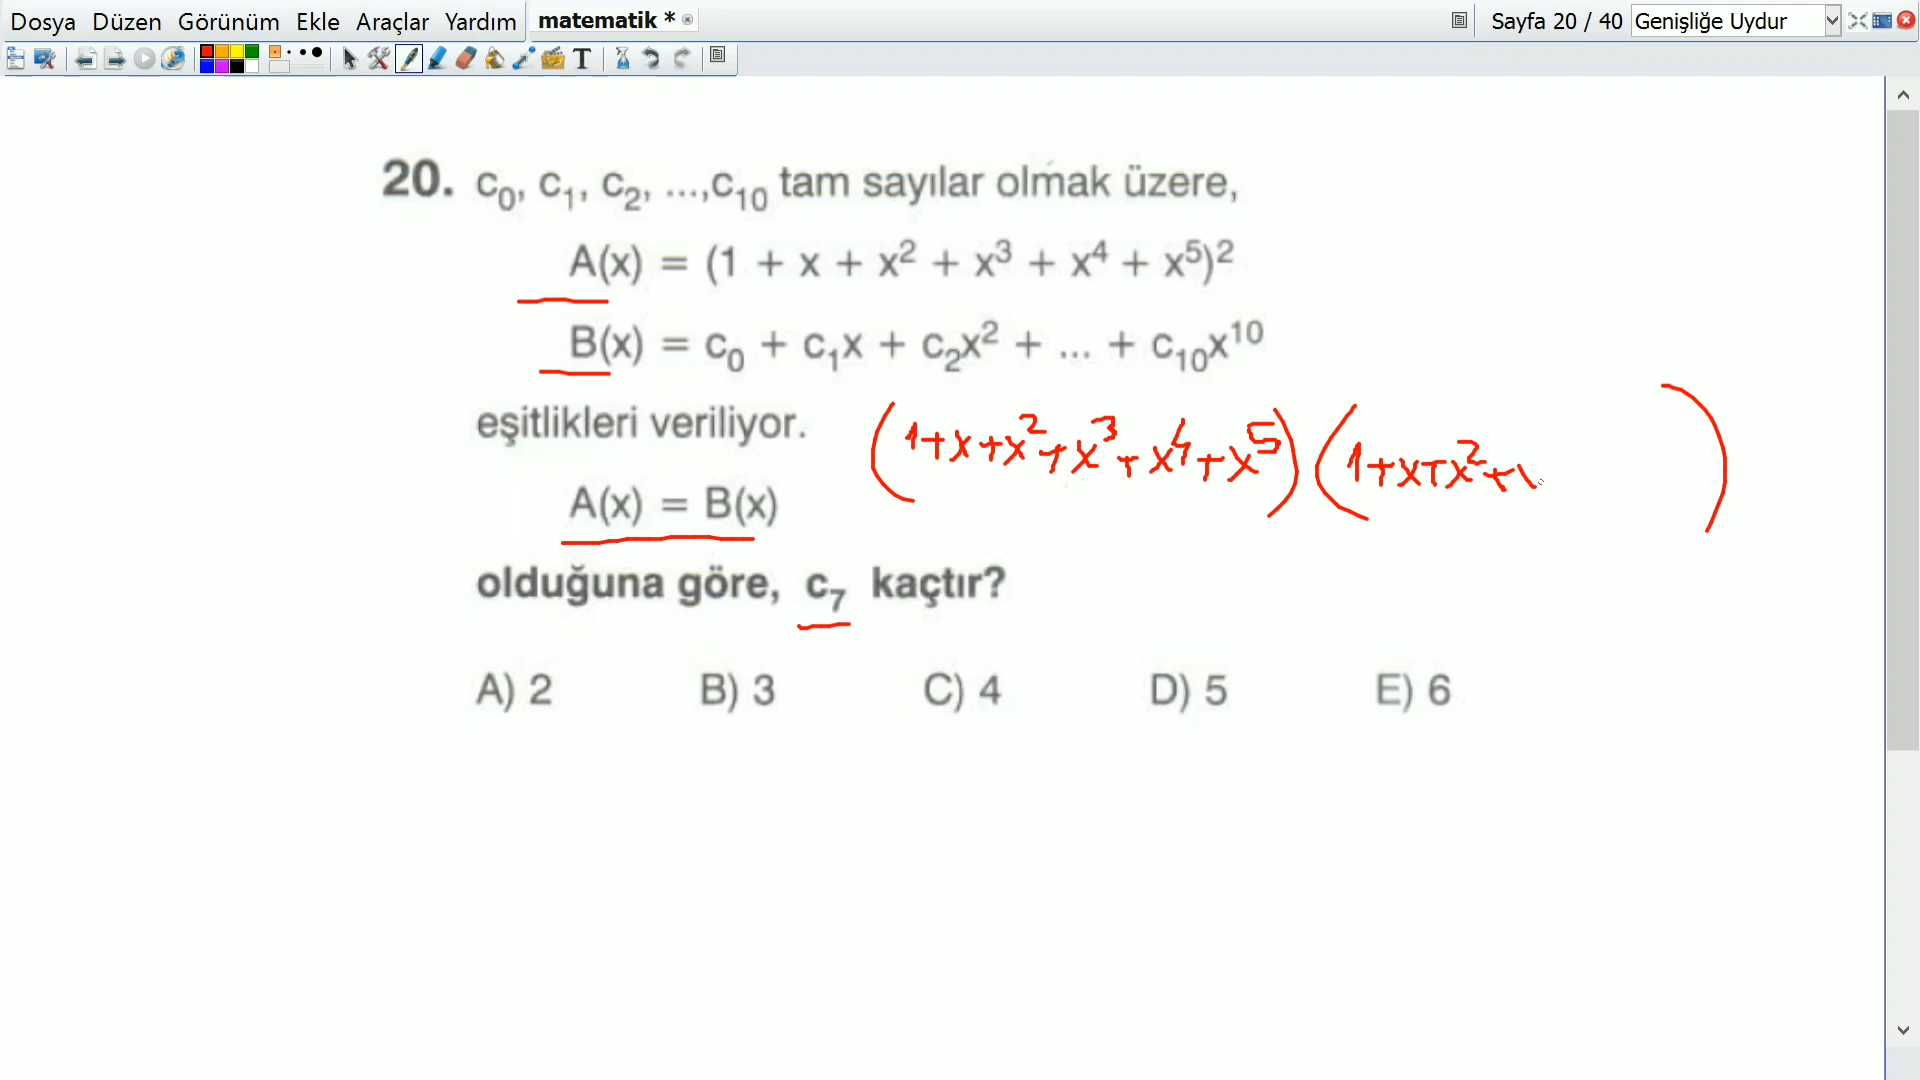 Dosya Düzen Görünüm Ekle Araçlar Yardım matematik * Sayfa 20 / 40 Genişliğe Uydur
T
20. c₀, c₁, c₂, ...,c₁₀ tam sayılar olmak üzere,
A(x) = (1 + x + x² + x³ + x⁴ + x⁵)²
B(x) = c₀ + c₁x + c₂x² + ... + c₁₀x¹⁰
eşitlikleri veriliyor.
(1+x+x²+x³+x⁴+x⁵)(1+x+x²+ )
A(x) = B(x)
olduğuna göre, c₇ kaçtır?
A) 2 B) 3 C) 4 D) 5 E) 6